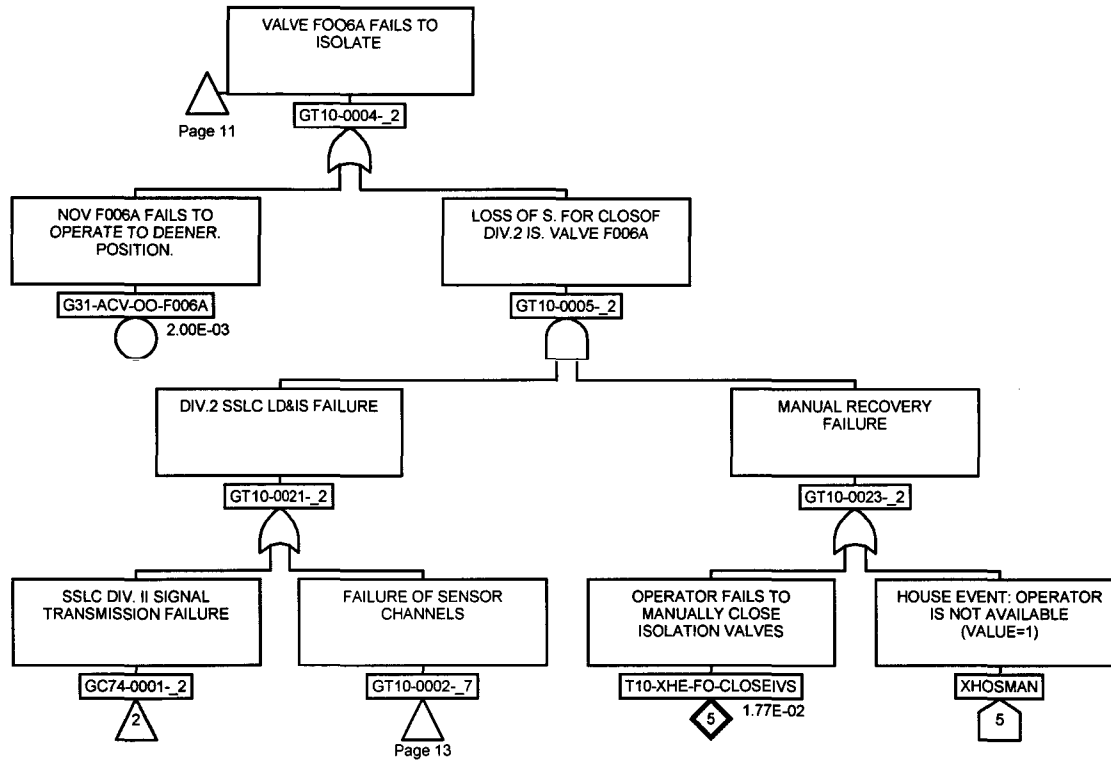 VALVE FOO6A FAILS TO
ISOLATE
Page 11
GT10-0004-_2
NOV F006A FAILS TO
OPERATE TO DEENER.
POSITION.
G31-ACV-OO-F006A
2.00E-03
LOSS OF S. FOR CLOSOF
DIV.2 IS. VALVE F006A
GT10-0005-_2
DIV.2 SSLC LD&IS FAILURE
GT10-0021-_2
MANUAL RECOVERY
FAILURE
GT10-0023-_2
SSLC DIV. II SIGNAL
TRANSMISSION FAILURE
GC74-0001-_2
2
FAILURE OF SENSOR
CHANNELS
GT10-0002-_7
Page 13
OPERATOR FAILS TO
MANUALLY CLOSE
ISOLATION VALVES
T10-XHE-FO-CLOSEIVS
5
1.77E-02
HOUSE EVENT: OPERATOR
IS NOT AVAILABLE
(VALUE=1)
XHOSMAN
5